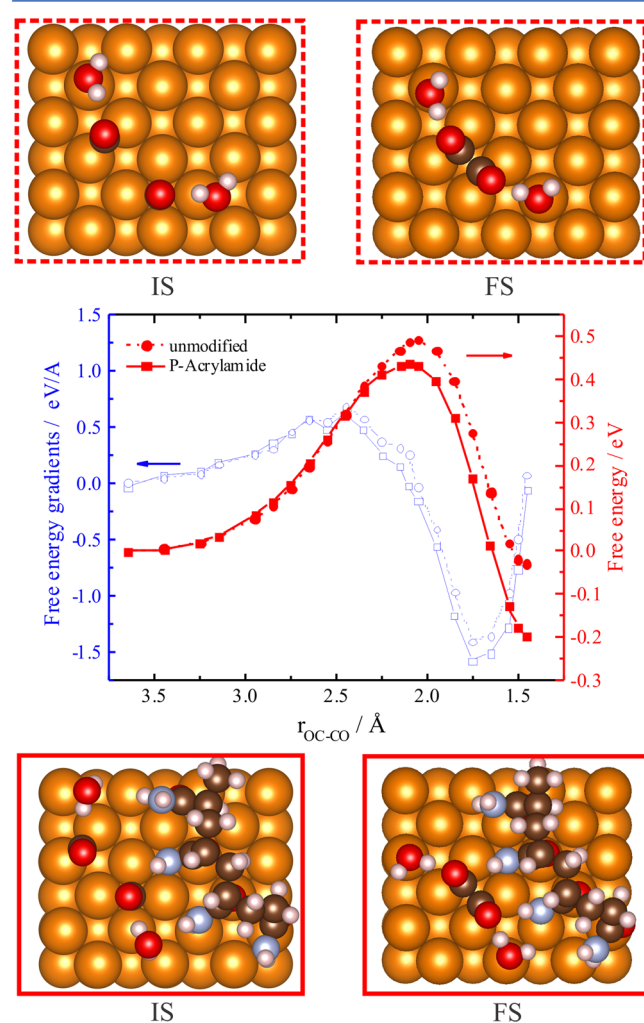 IS FS
1.5
1.0
0.5
0.0
-0.5
-1.0
-1.5
Free energy gradients / eV/A
unmodified
P-Acrylamide
0.5
0.4
0.3
0.2
0.1
0.0
-0.1
-0.2
-0.3
Free energy / eV
3.5 3.0 2.5 2.0 1.5
rOC-CO / Å
IS FS